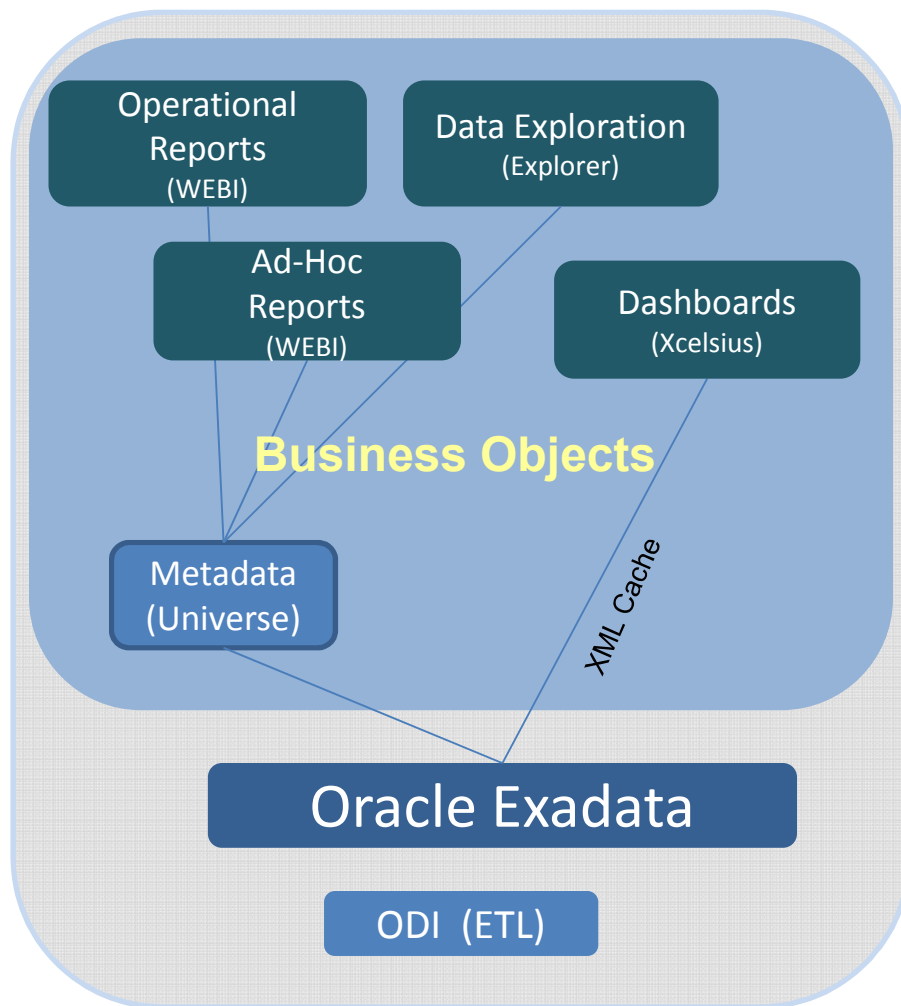 Operational
Reports
(WEBI)
Data Exploration
(Explorer)
Ad-Hoc
Reports
(WEBI)
Dashboards
(Xcelsius)
Business Objects
XML Cache
Metadata
(Universe)
Oracle Exadata
ODI (ETL)